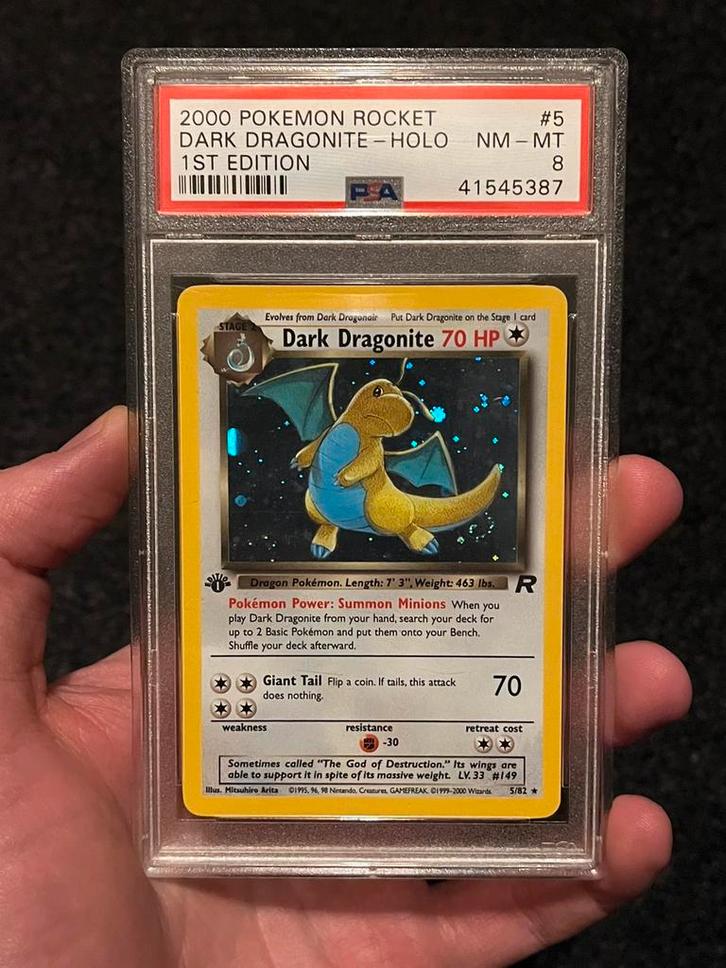 2000 POKEMON ROCKET #5
DARK DRAGONITE - HOLO NM - MT
1ST EDITION 8
PSA 41545387
Evolves from Dark Dragonair Put Dark Dragonite on the Stage 1 card
STAGE 2
Dark Dragonite 70 HP
EDITION
1
Dragon Pokémon. Length: 7' 3", Weight: 463 lbs.
R
Pokémon Power: Summon Minions When you
play Dark Dragonite from your hand, search your deck for
up to 2 Basic Pokémon and put them onto your Bench.
Shuffle your deck afterward.
Giant Tail Flip a coin. If tails, this attack
does nothing.
70
weakness resistance retreat cost
-30
Sometimes called "The God of Destruction." Its wings are
able to support it in spite of its massive weight. LV. 33 #149
Illus. Mitsuhiro Arita ©1995, 96, 98 Nintendo, Creatures, GAMEFREAK. ©1999-2000 Wizards. 5/82 ★